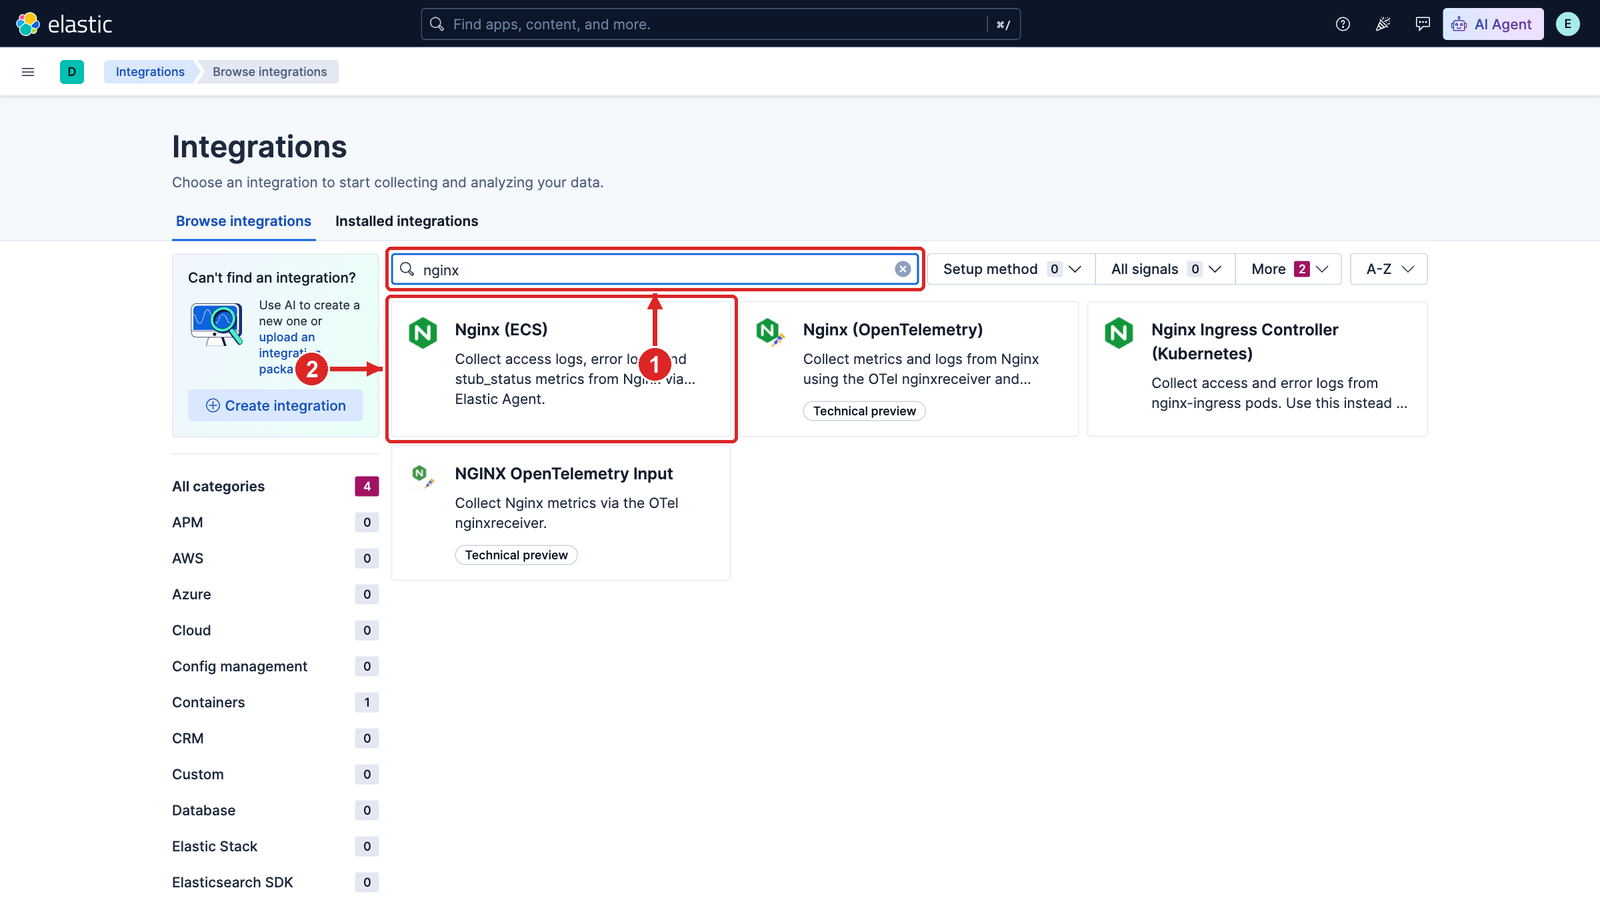 elastic
Find apps, content, and more.
⌘/
AI Agent
E
D
Integrations
Browse integrations
Integrations
Choose an integration to start collecting and analyzing your data.
Browse integrations
Installed integrations
Can't find an integration?
Use AI to create a
new one or
upload an
packa
Create integration
nginx
Setup method 0
All signals 0
More 2
A-Z
1
2
Nginx (ECS)
Collect access logs, error nd
stub_status metrics from via...
Elastic Agent.
Nginx (OpenTelemetry)
Collect metrics and logs from Nginx
using the OTel nginxreceiver and...
Technical preview
Nginx Ingress Controller
(Kubernetes)
Collect access and error logs from
nginx-ingress pods. Use this instead ...
NGINX OpenTelemetry Input
Collect Nginx metrics via the OTel
nginxreceiver.
Technical preview
All categories 4
APM 0
AWS 0
Azure 0
Cloud 0
Config management 0
Containers 1
CRM 0
Custom 0
Database 0
Elastic Stack 0
Elasticsearch SDK 0